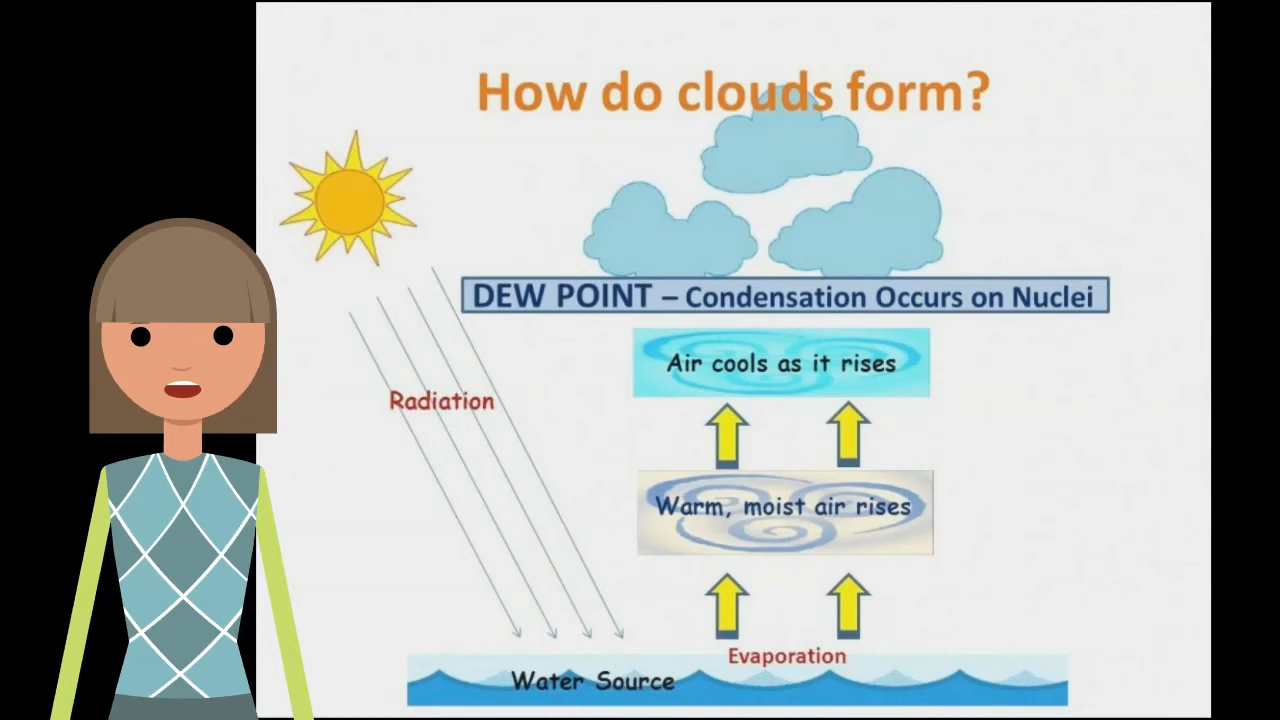 How do clouds form?
DEW POINT – Condensation Occurs on Nuclei
Air cools as it rises
Radiation
Warm, moist air rises
Evaporation
Water Source